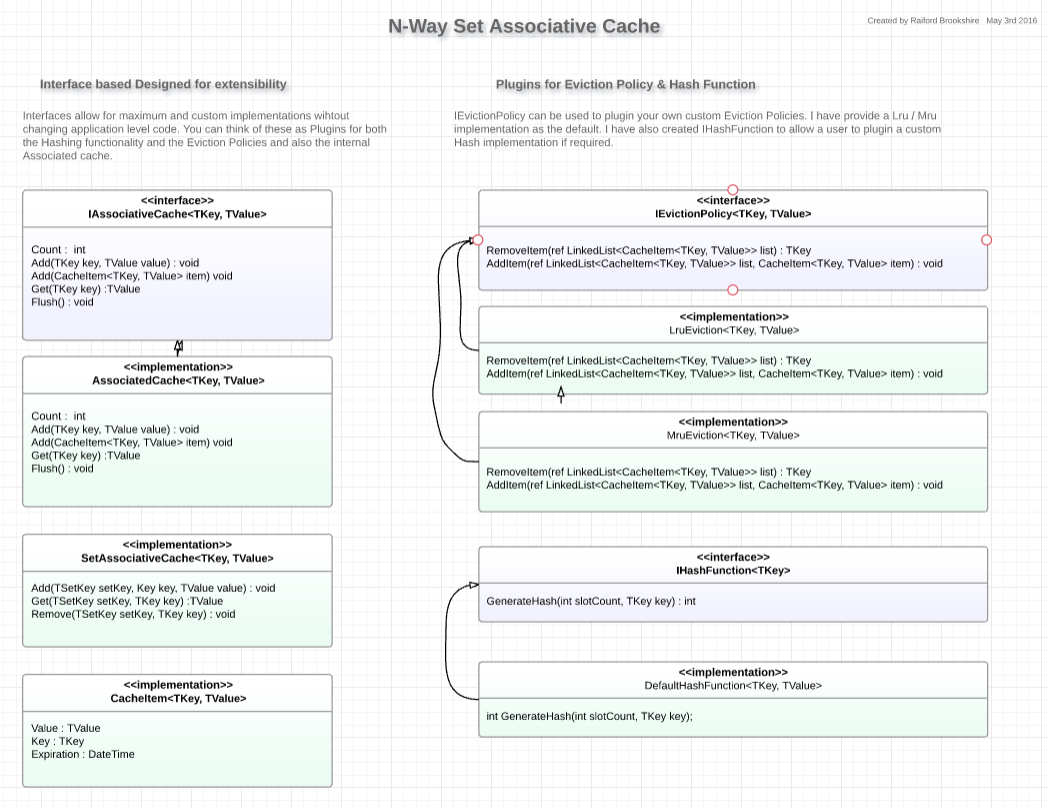 N-Way Set Associative Cache
Created by Raiford Brookshire May 3rd 2016
Interface based Designed for extensibility
Interfaces allow for maximum and custom implementations wihtout
changing application level code. You can think of these as Plugins for both
the Hashing functionality and the Eviction Policies and also the internal
Associated cache.
<<interface>>
IAssociativeCache<TKey, TValue>
Count : int
Add(TKey key, TValue value) : void
Add(CacheItem<TKey, TValue> item) void
Get(TKey key) :TValue
Flush() : void
<<implementation>>
AssociatedCache<TKey, TValue>
Count : int
Add(TKey key, TValue value) : void
Add(CacheItem<TKey, TValue> item) void
Get(TKey key) :TValue
Flush() : void
<<implementation>>
SetAssociativeCache<TKey, TValue>
Add(TSetKey setKey, Key key, TValue value) : void
Get(TSetKey setKey, TKey key) :TValue
Remove(TSetKey setKey, TKey key) : void
<<implementation>>
CacheItem<TKey, TValue>
Value : TValue
Key : TKey
Expiration : DateTime
Plugins for Eviction Policy & Hash Function
IEvictionPolicy can be used to plugin your own custom Eviction Policies. I have provide a Lru / Mru
implementation as the default. I have also created IHashFunction to allow a user to plugin a custom
Hash implementation if required.
<<interface>>
IEvictionPolicy<TKey, TValue>
RemoveItem(ref LinkedList<CacheItem<TKey, TValue>> list) : TKey
AddItem(ref LinkedList<CacheItem<TKey, TValue>> list, CacheItem<TKey, TValue> item) : void
<<implementation>>
LruEviction<TKey, TValue>
RemoveItem(ref LinkedList<CacheItem<TKey, TValue>> list) : TKey
AddItem(ref LinkedList<CacheItem<TKey, TValue>> list, CacheItem<TKey, TValue> item) : void
<<implementation>>
MruEviction<TKey, TValue>
RemoveItem(ref LinkedList<CacheItem<TKey, TValue>> list) : TKey
AddItem(ref LinkedList<CacheItem<TKey, TValue>> list, CacheItem<TKey, TValue> item) : void
<<interface>>
IHashFunction<TKey>
GenerateHash(int slotCount, TKey key) : int
<<implementation>>
DefaultHashFunction<TKey, TValue>
int GenerateHash(int slotCount, TKey key);